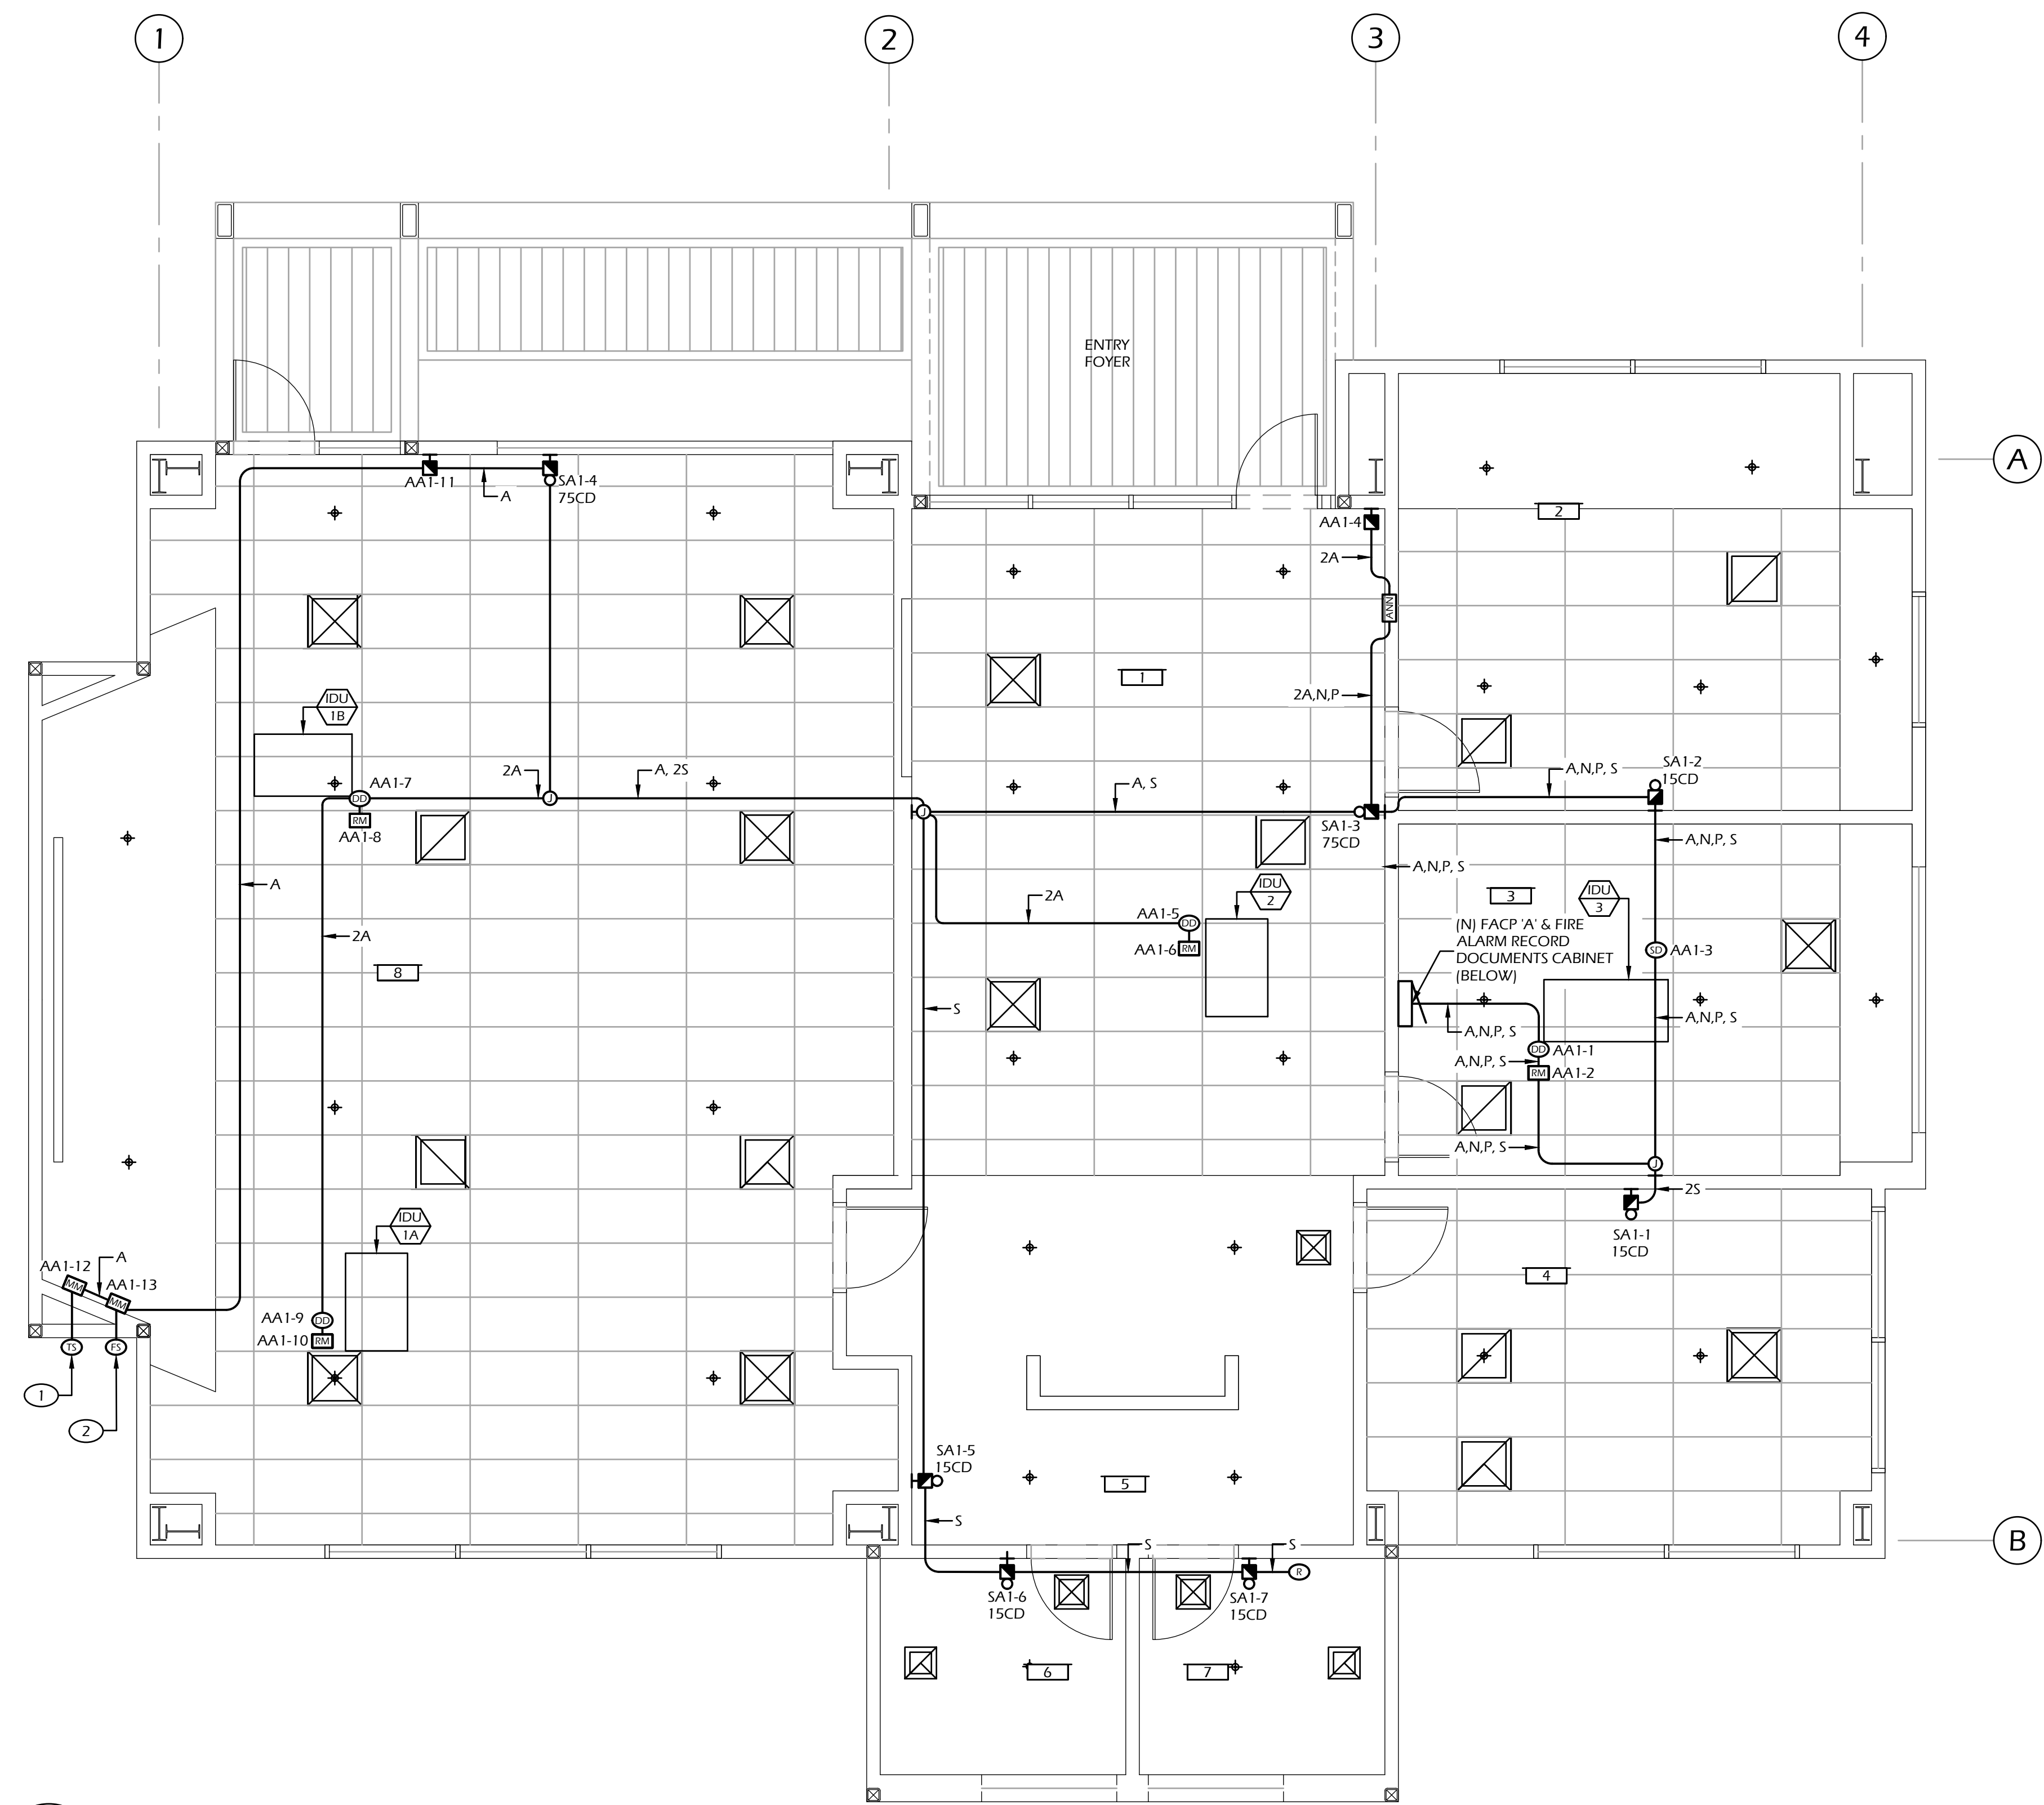 1
2
3
4
ENTRY
FOYER
A
AA1-11
A
SA1-4
75CD
AA1-4
2
2A
ANN
1
IDU
1B
2A,N,P
AA1-7
2A
A, 2S
DD
J
RM
AA1-8
A, S
J
SA1-3
75CD
A,N,P, S
SA1-2
15CD
A,N,P, S
A,N,P, S
A
2A
IDU
2
2A
AA1-5
DD
AA1-6
RM
3
IDU
3
(N) FACP 'A' & FIRE
ALARM RECORD
DOCUMENTS CABINET
(BELOW)
SD
AA1-3
8
S
A,N,P, S
A,N,P, S
DD
AA1-1
A,N,P, S
RM
AA1-2
A,N,P, S
J
2S
SA1-1
15CD
IDU
1A
A
AA1-12
MM
AA1-13
MM
4
AA1-9
DD
AA1-10
RM
TS
FS
1
2
SA1-5
15CD
5
S
S
S
B
R
SA1-6
15CD
SA1-7
15CD
6
7